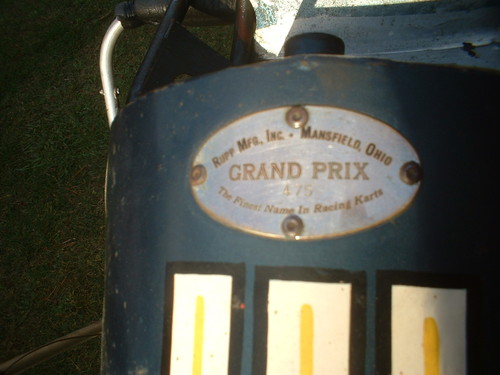 RUPP MFG., INC. • MANSFIELD, OHIO
GRAND PRIX
The Finest Name In Racing Karts